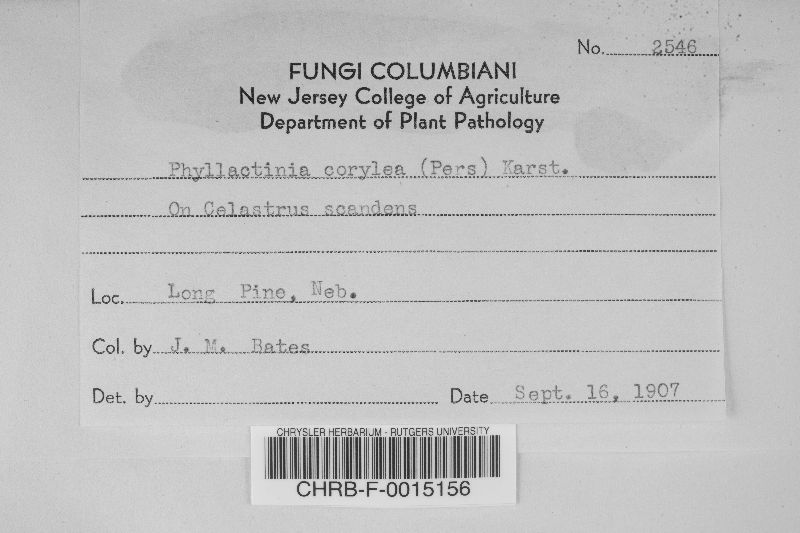 No. 2546
FUNGI COLUMBIANI
New Jersey College of Agriculture
Department of Plant Pathology
Phyllactinia corylea (Pers) Karst.
On Celastrus scandens
Loc. Long Pine, Neb.
Col. by J. M. Bates
Det. by Date Sept. 16, 1907
CHRYSLER HERBARIUM - RUTGERS UNIVERSITY
CHRB-F-0015156